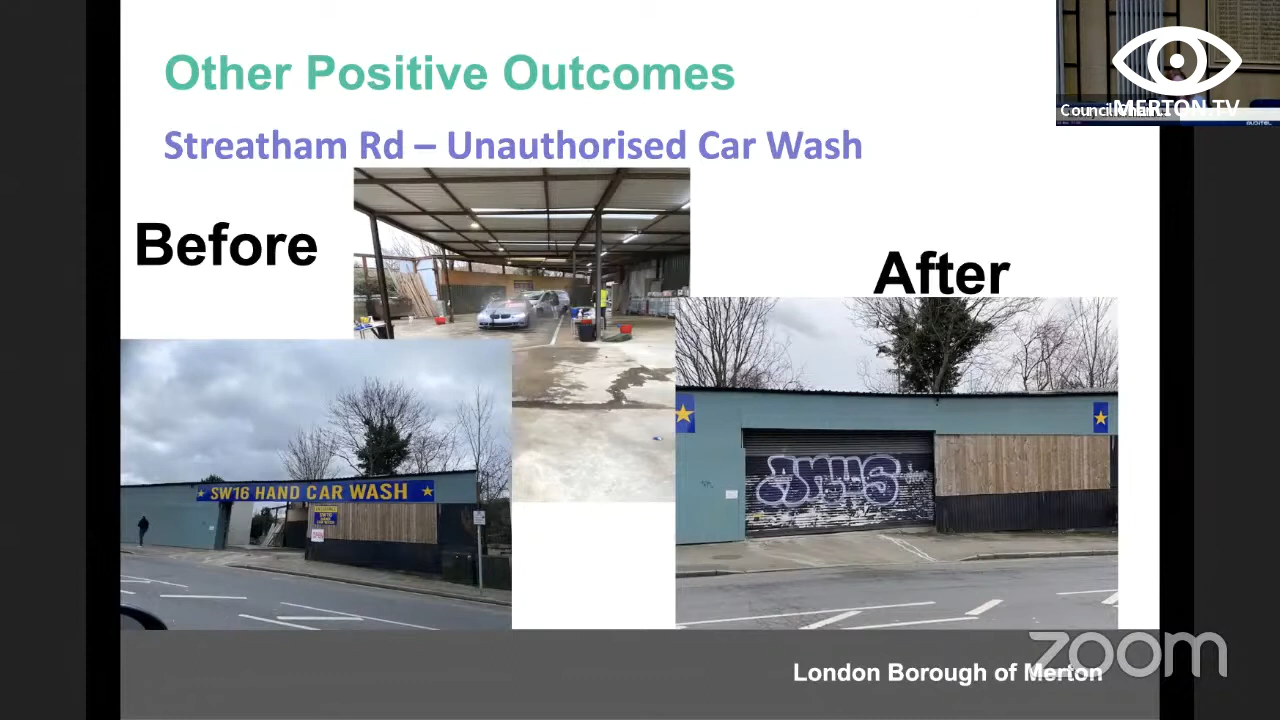 Other Positive Outcomes
Streatham Rd – Unauthorised Car Wash
Before
After
SW16 HAND CAR WASH
ANUS
London Borough of Merton
zoom
MERTON.TV